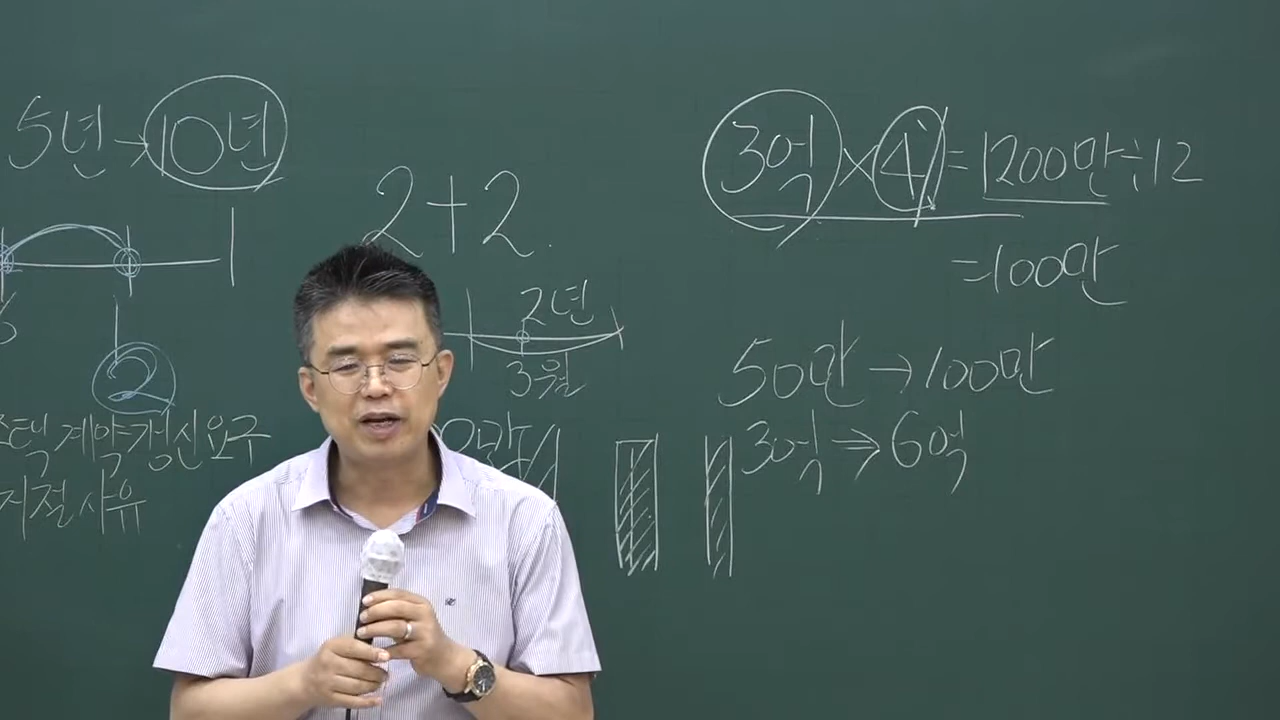 5년→10년
2+2
2년
3월
2
계약갱신요구
거절사유
3억×4%=1200만÷12
=100만
50만→100만
3억→6억